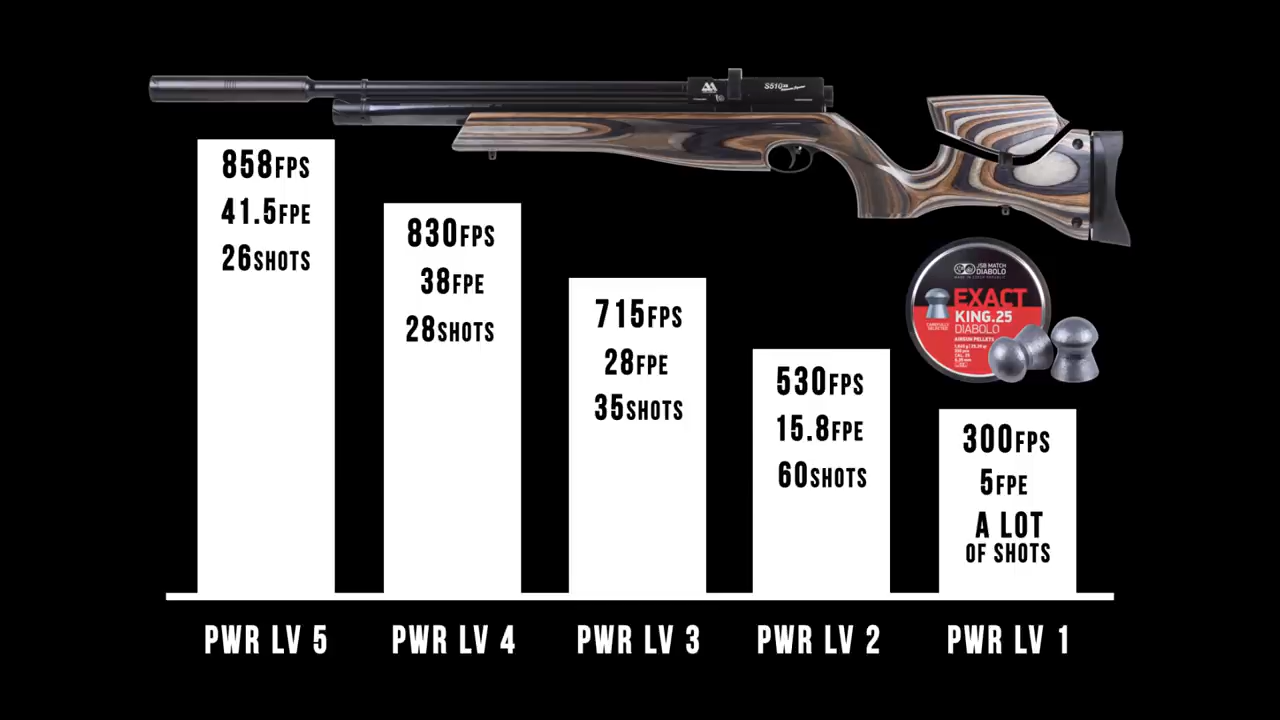 S510
858FPS
41.5FPE
26SHOTS
830FPS
38FPE
28SHOTS
715FPS
28FPE
35SHOTS
530FPS
15.8FPE
60SHOTS
300FPS
5FPE
A LOT
OF SHOTS
JSB MATCH
DIABOLO
EXACT
KING.25
DIABOLO
AIRGUN PELLETS
PWR LV 5
PWR LV 4
PWR LV 3
PWR LV 2
PWR LV 1